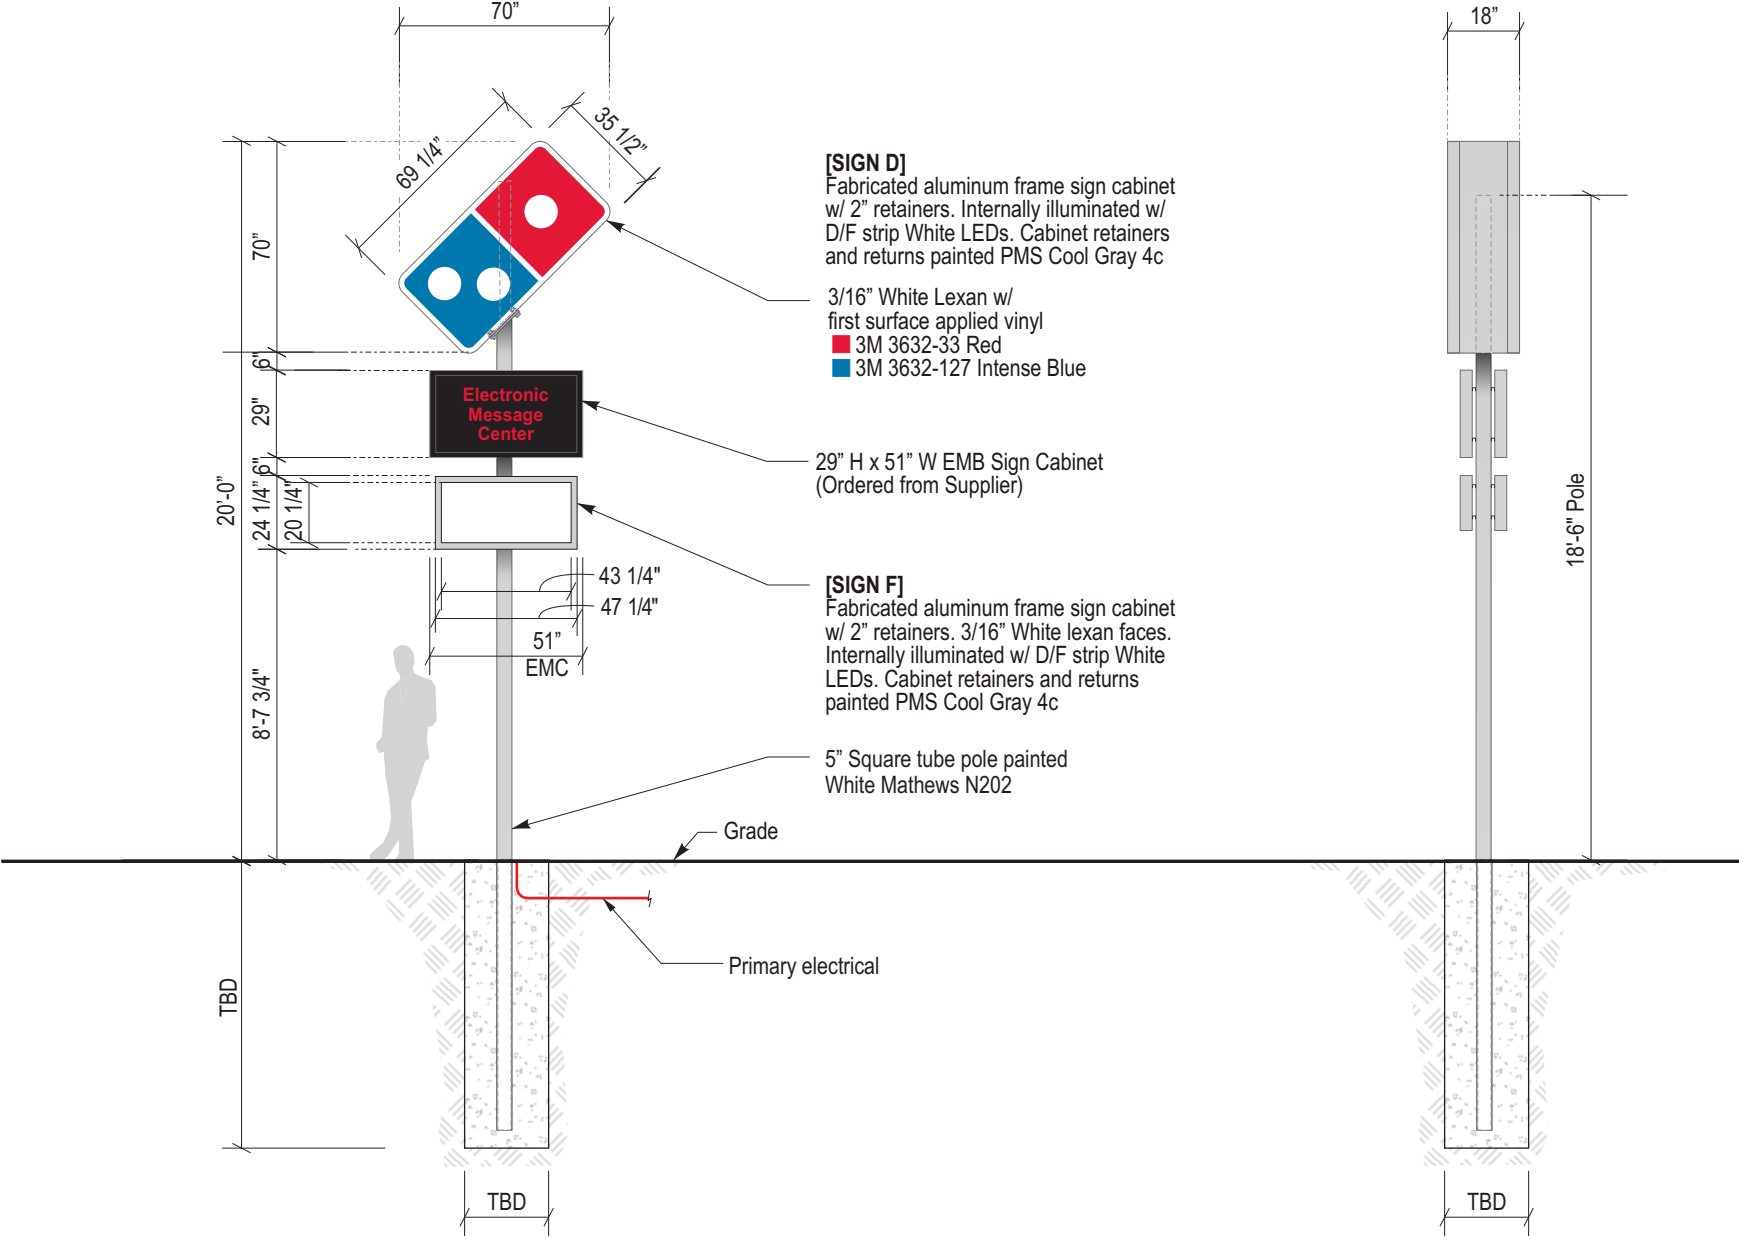 70”
18”
69 1/4”
35 1/2”
[SIGN D]
Fabricated aluminum frame sign cabinet
w/ 2” retainers. Internally illuminated w/
D/F strip White LEDs. Cabinet retainers
and returns painted PMS Cool Gray 4c
3/16” White Lexan w/
first surface applied vinyl
3M 3632-33 Red
3M 3632-127 Intense Blue
70”
6”
29”
6”
24 1/4”
20 1/4”
20’-0”
8'-7 3/4”
Electronic
Message
Center
29” H x 51” W EMB Sign Cabinet
(Ordered from Supplier)
18'-6" Pole
43 1/4"
47 1/4"
51”
EMC
[SIGN F]
Fabricated aluminum frame sign cabinet
w/ 2” retainers. 3/16” White lexan faces.
Internally illuminated w/ D/F strip White
LEDs. Cabinet retainers and returns
painted PMS Cool Gray 4c
5” Square tube pole painted
White Mathews N202
Grade
Primary electrical
TBD
TBD
TBD